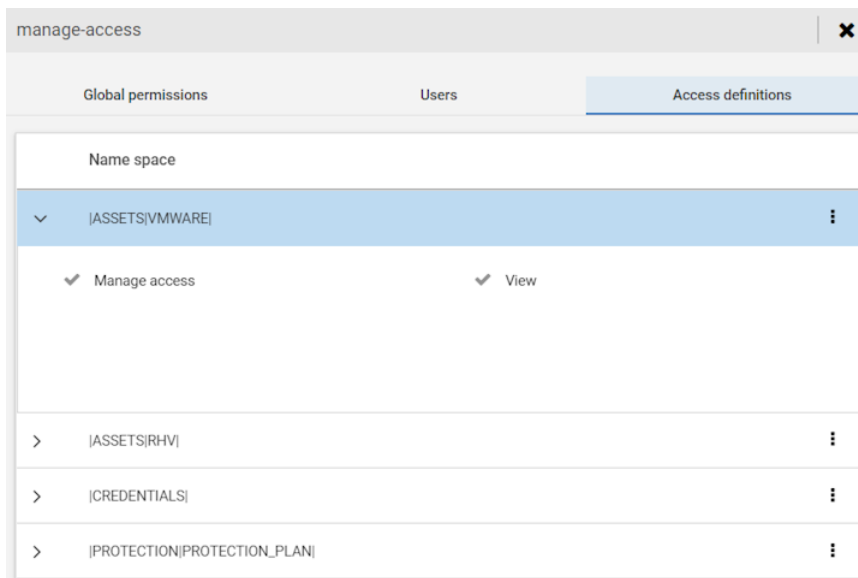 manage-access
Global permissions Users Access definitions
Name space
|ASSETS|VMWARE|
Manage access View
|ASSETS|RHV|
|CREDENTIALS|
|PROTECTION|PROTECTION_PLAN|